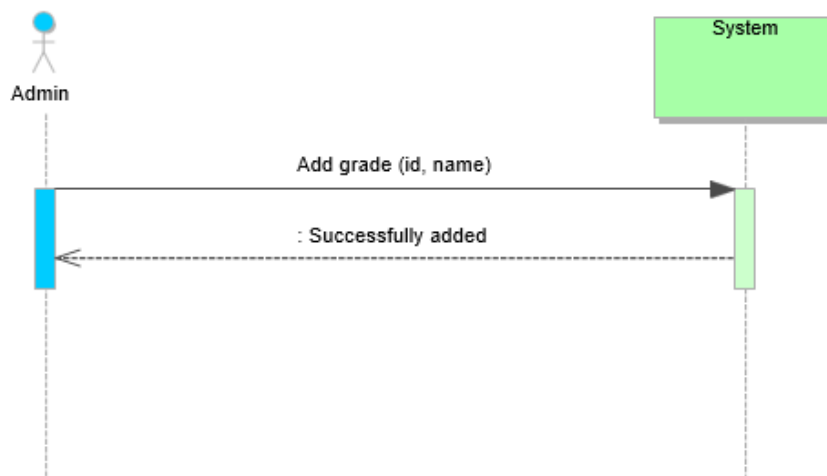 System
Admin
Add grade (id, name)
: Successfully added